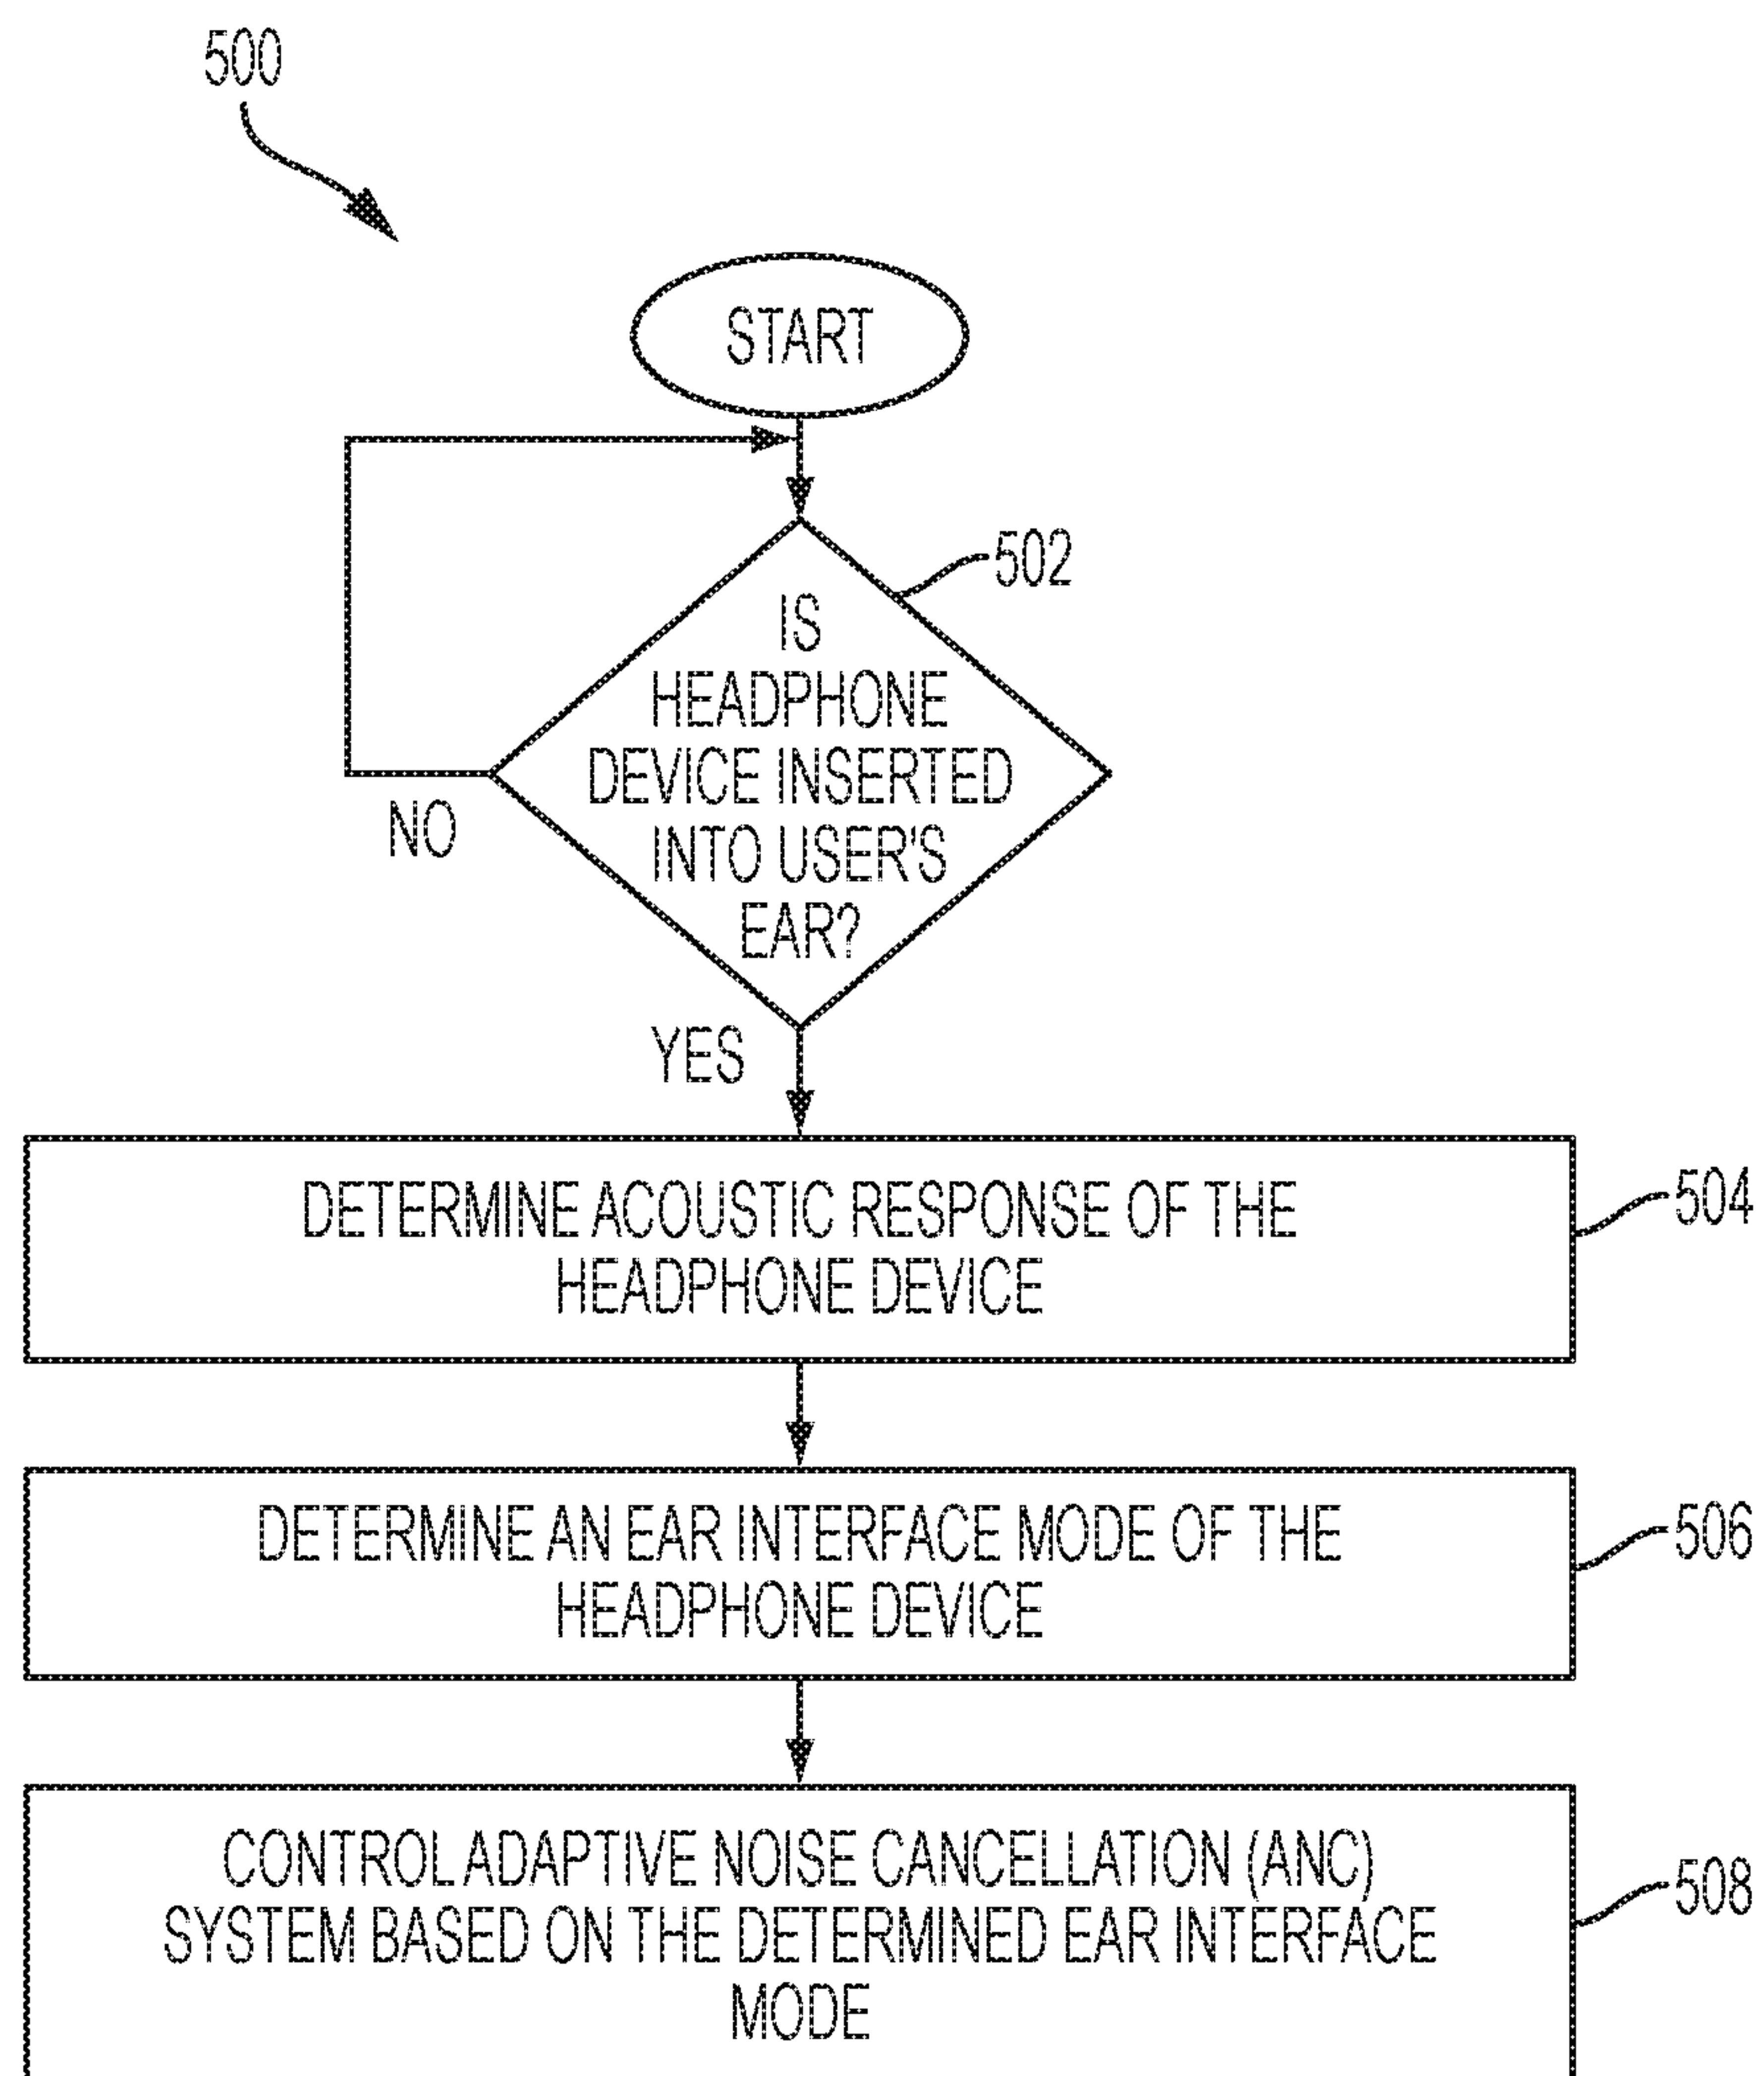 500
START
502
IS
HEADPHONE
DEVICE INSERTED
INTO USER'S
EAR?
NO
YES
DETERMINE ACOUSTIC RESPONSE OF THE
HEADPHONE DEVICE
504
DETERMINE AN EAR INTERFACE MODE OF THE
HEADPHONE DEVICE
506
CONTROL ADAPTIVE NOISE CANCELLATION (ANC)
SYSTEM BASED ON THE DETERMINED EAR INTERFACE
MODE
508